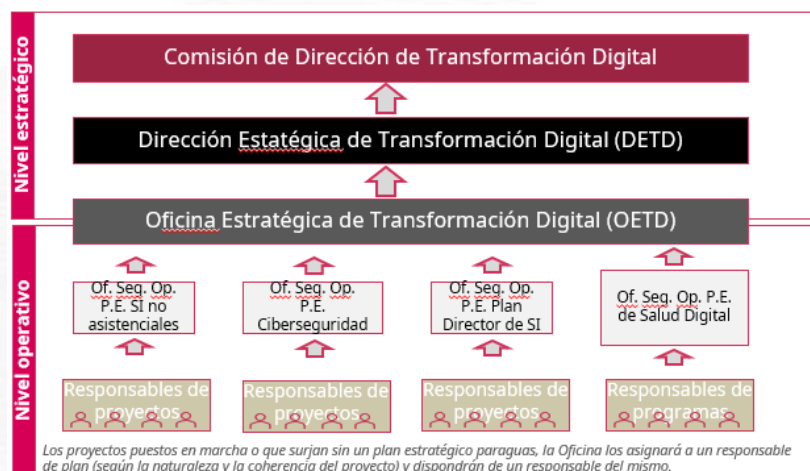 Nivel estratégico
Comisión de Dirección de Transformación Digital
Dirección Estatégica de Transformación Digital (DETD)
Oficina Estratégica de Transformación Digital (OETD)
Nivel operativo
Of. Seg. Op.
P.E. SI no
asistenciales
Of. Seg. Op.
P.E.
Ciberseguridad
Of. Seg. Op.
P.E. Plan
Director de SI
Of. Seg. Op. P.E.
de Salud Digital
Responsables de
proyectos
Responsables de
proyectos
Responsables de
proyectos
Responsables de
programas
Los proyectos puestos en marcha o que surjan sin un plan estratégico paraguas, la Oficina los asignará a un responsable
de plan (según la naturaleza y la coherencia del proyecto) y dispondrán de un responsable del mismo.